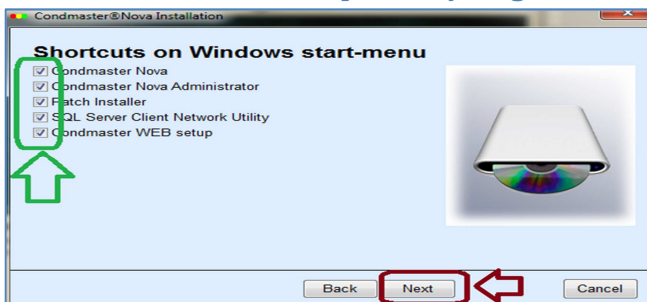 Condmaster®Nova Installation
Shortcuts on Windows start-menu
Condmaster Nova
Condmaster Nova Administrator
Patch Installer
SQL Server Client Network Utility
Condmaster WEB setup
Back Next Cancel